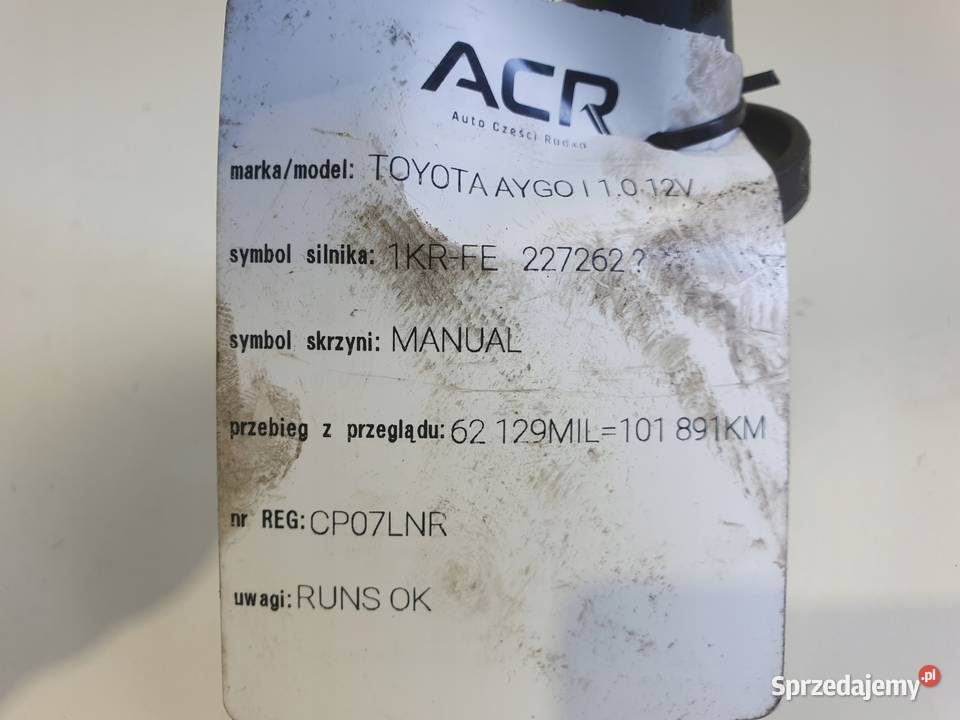 ACR
Auto Części Rudka
marka/model: TOYOTA AYGO I 1.0 12V
symbol silnika: 1KR-FE 227262?
symbol skrzyni: MANUAL
przebieg z przeglądu: 62 129MIL=101 891KM
nr REG: CP07LNR
uwagi: RUNS OK
Sprzedajemy.pl